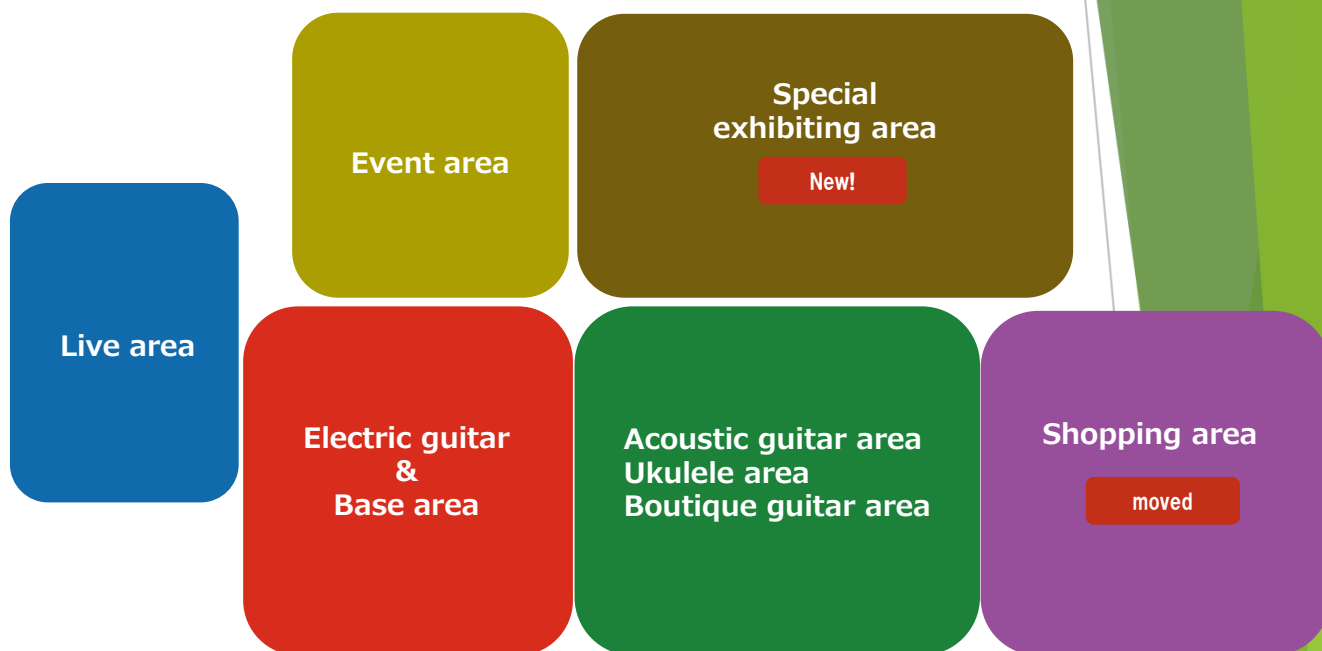 Event area
Special
exhibiting area
New!
Live area
Electric guitar
&
Base area
Acoustic guitar area
Ukulele area
Boutique guitar area
Shopping area
moved